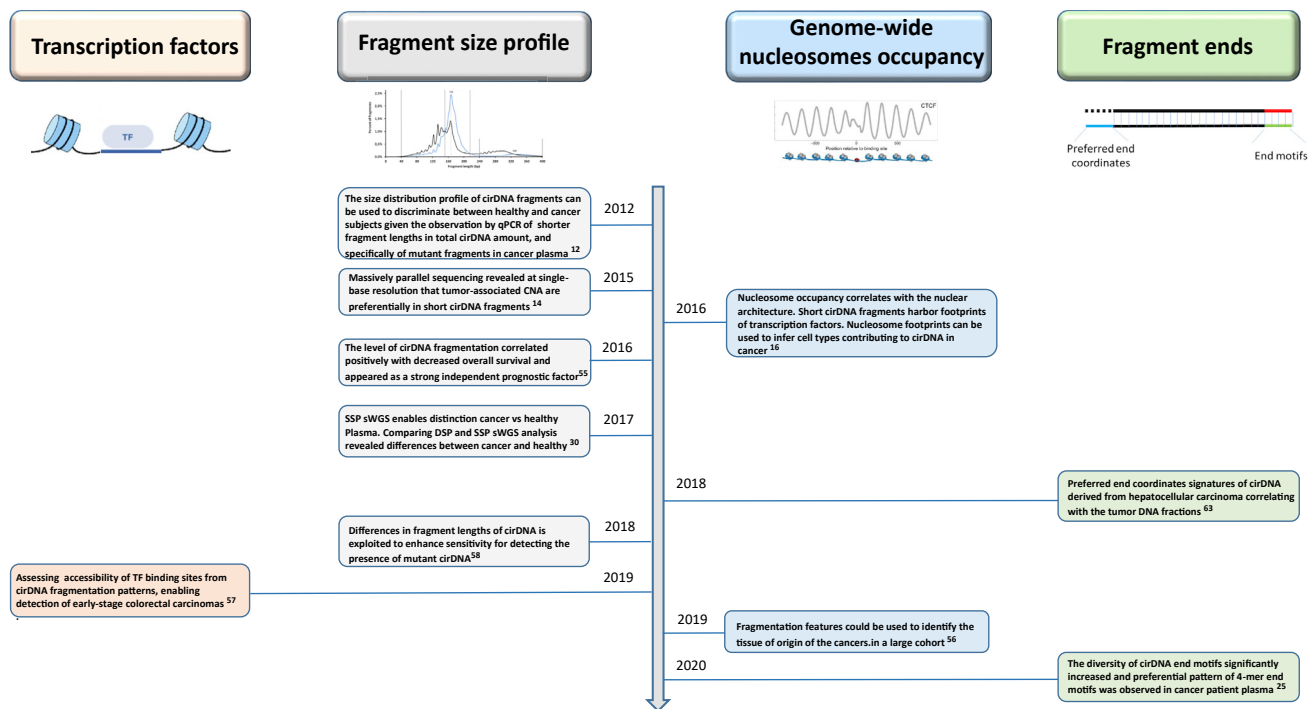 Transcription factors
Fragment size profile
Genome-wide
nucleosomes occupancy
Fragment ends
TF
Percent of fragments
Fragment length (bp)
CTCF
-500
0
500
Position relative to binding site
Preferred end
coordinates
End motifs
The size distribution profile of cirDNA fragments can
be used to discriminate between healthy and cancer
subjects given the observation by qPCR of shorter
fragment lengths in total cirDNA amount, and
specifically of mutant fragments in cancer plasma 12
2012
Massively parallel sequencing revealed at single-
base resolution that tumor-associated CNA are
preferentially in short cirDNA fragments 14
2015
2016
Nucleosome occupancy correlates with the nuclear
architecture. Short cirDNA fragments harbor footprints
of transcription factors. Nucleosome footprints can be
used to infer cell types contributing to cirDNA in
cancer 16
The level of cirDNA fragmentation correlated
positively with decreased overall survival and
appeared as a strong independent prognostic factor55
2016
SSP sWGS enables distinction cancer vs healthy
Plasma. Comparing DSP and SSP sWGS analysis
revealed differences between cancer and healthy 30
2017
2018
Preferred end coordinates signatures of cirDNA
derived from hepatocellular carcinoma correlating
with the tumor DNA fractions 63
Differences in fragment lengths of cirDNA is
exploited to enhance sensitivity for detecting the
presence of mutant cirDNA58
2018
Assessing accessibility of TF binding sites from
cirDNA fragmentation patterns, enabling
detection of early-stage colorectal carcinomas 57
.
2019
2019
Fragmentation features could be used to identify the
tissue of origin of the cancers.in a large cohort 56
2020
The diversity of cirDNA end motifs significantly
increased and preferential pattern of 4-mer end
motifs was observed in cancer patient plasma 25